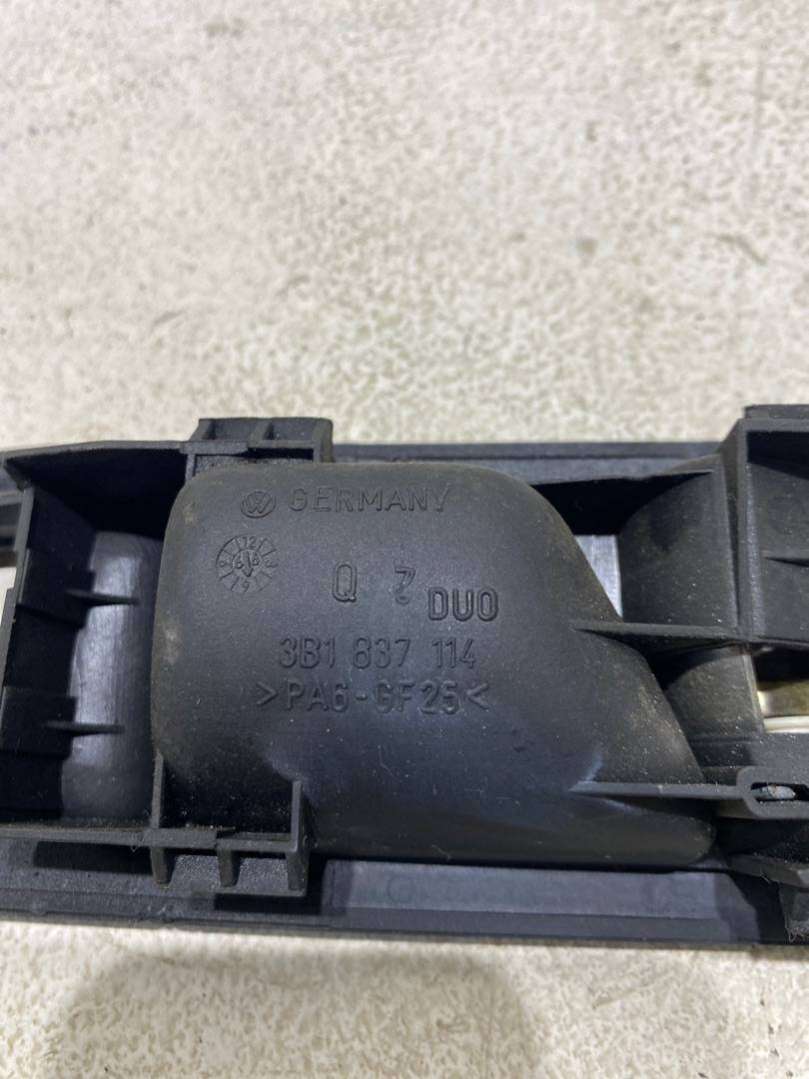 GERMANY
Q
DUO
3B1 837 114
>PA6-GF25<